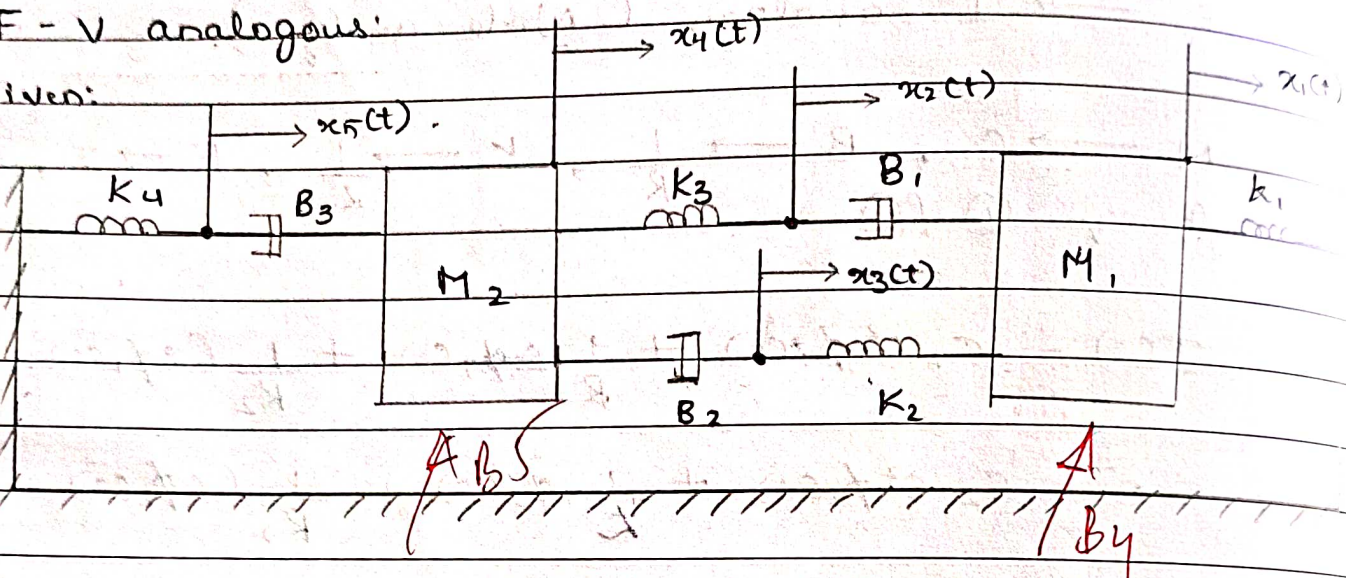 F - V analogous:
x4(t)
iven:
x2(t)
x1(t)
x5(t).
K4
B3
K3
B1
k1
M2
x3(t)
M1
B2
K2
B5
B4